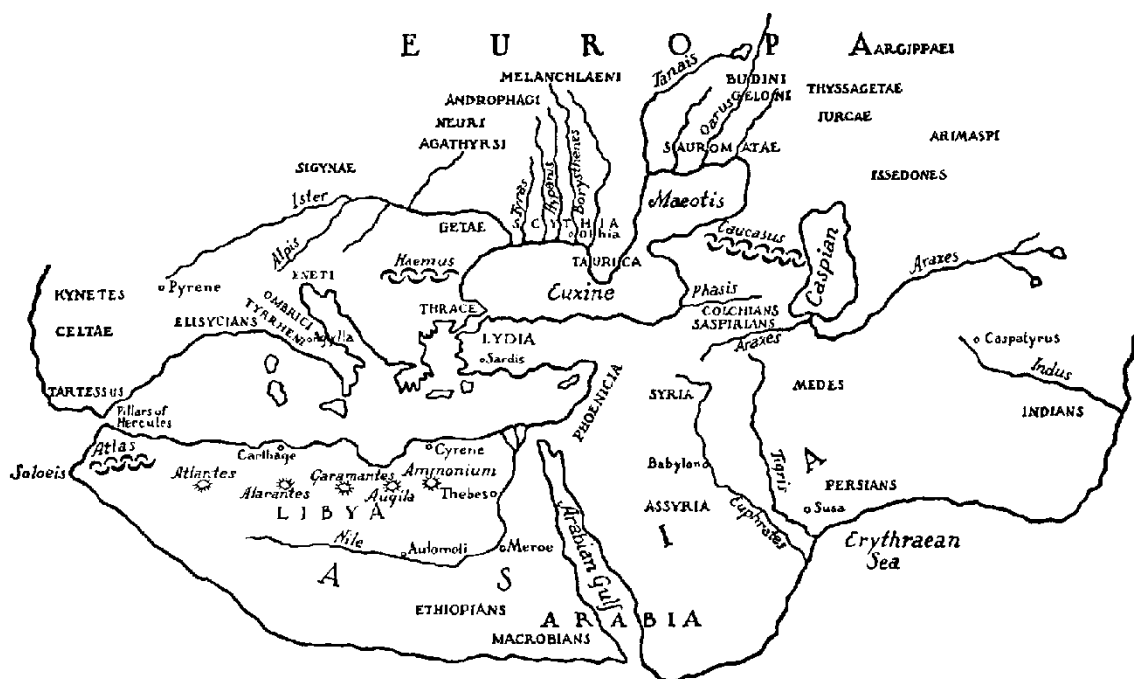 EUROPA
ARGIPPAEI
MELANCHLAENI
Tanais
BUDINI
GELONI
THYSSAGETAE
ANDROPHAGI
IURCAE
NEURI
Oarus
ARIMASPI
AGATHYRSI
SAUROMATAE
SIGYNAE
ISSEDONES
Tyras
Hypanis
Borysthenes
Ister
Maeotis
GETAE
SCYTHIA
Olbia
Caucasus
Alpis
TAURICA
Haemus
Caspian
Araxes
ENETI
KYNETES
Pyrene
Euxine
Phasis
OMBRICI
THRACE
COLCHIANS
CELTAE
ELISYCIANS
TYRRHENI
SASPIRIANS
Agylla
LYDIA
Araxes
Caspatyrus
Sardis
Indus
TARTESSUS
PHOENICIA
SYRIA
MEDES
INDIANS
Pillars of
Hercules
Atlas
Carthage
Cyrene
Soloeis
Atlantes
Garamantes
Ammonium
Babylon
Tigris
ASIA
Atarantes
Augila
Thebes
PERSIANS
LIBYA
ASSYRIA
Euphrates
Susa
Nile
Automoli
Meroe
Arabian Gulf
Erythraean
Sea
ETHIOPIANS
ARABIA
MACROBIANS